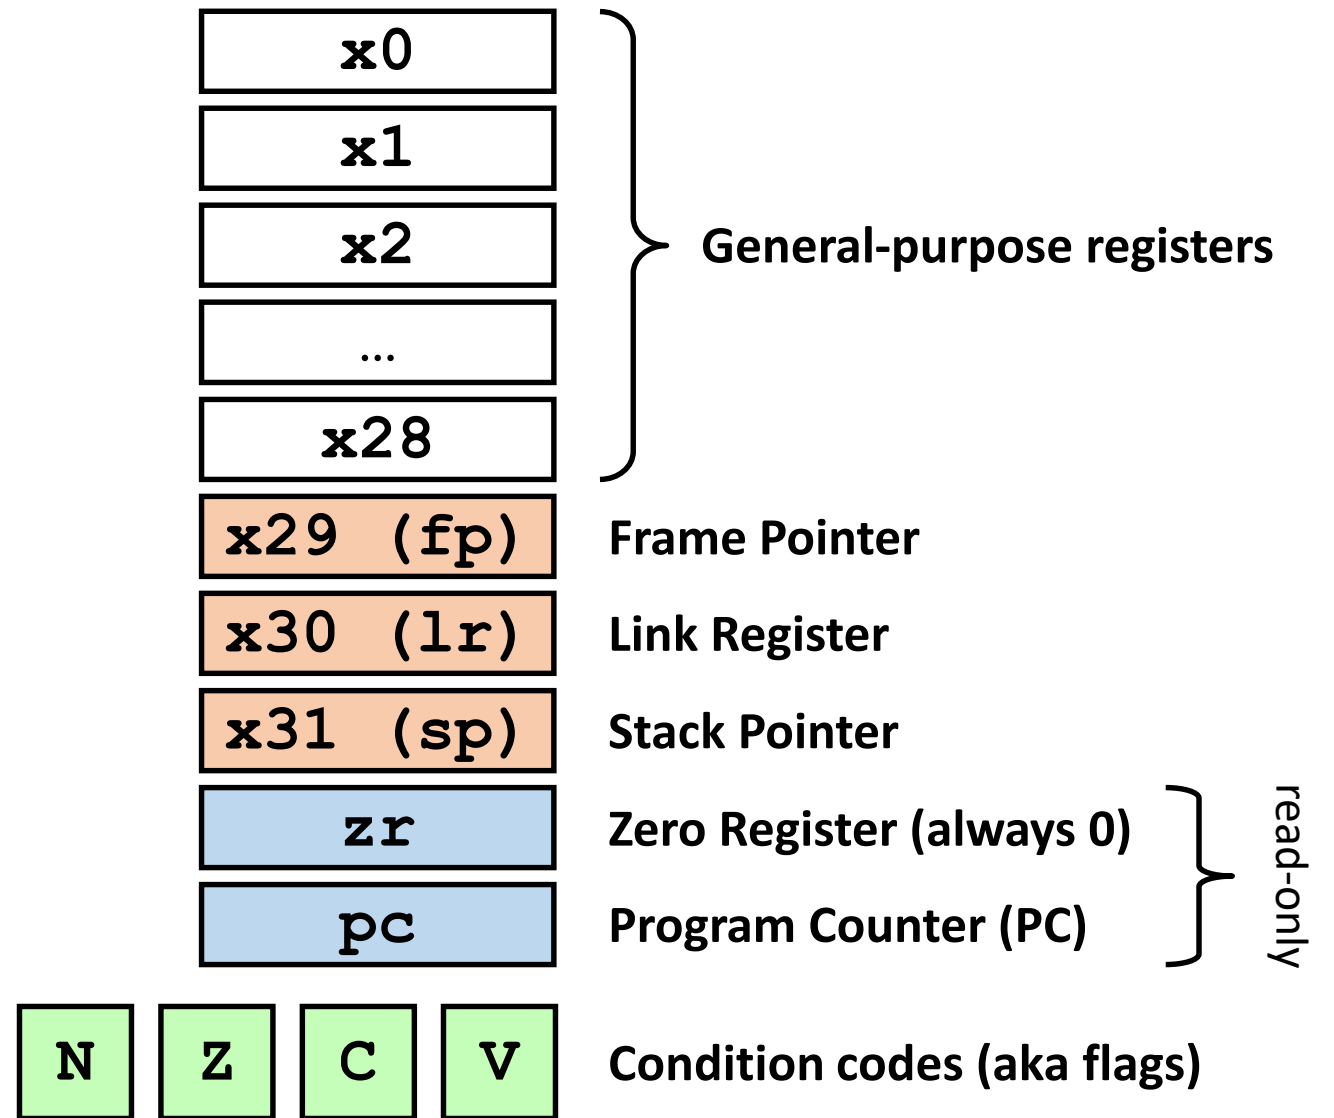 x0
x1
x2
General-purpose registers
...
x28
x29 (fp) Frame Pointer
x30 (lr) Link Register
x31 (sp) Stack Pointer
zr Zero Register (always 0)
pc Program Counter (PC)
read-only
N Z C V Condition codes (aka flags)